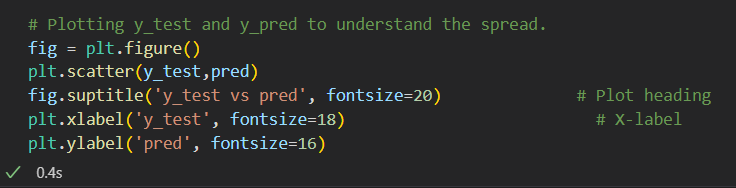 # Plotting y_test and y_pred to understand the spread.
fig = plt.figure()
plt.scatter(y_test,pred)
fig.suptitle('y_test vs pred', fontsize=20)              # Plot heading
plt.xlabel('y_test', fontsize=18)                          # X-label
plt.ylabel('pred', fontsize=16)
✓ 0.4s